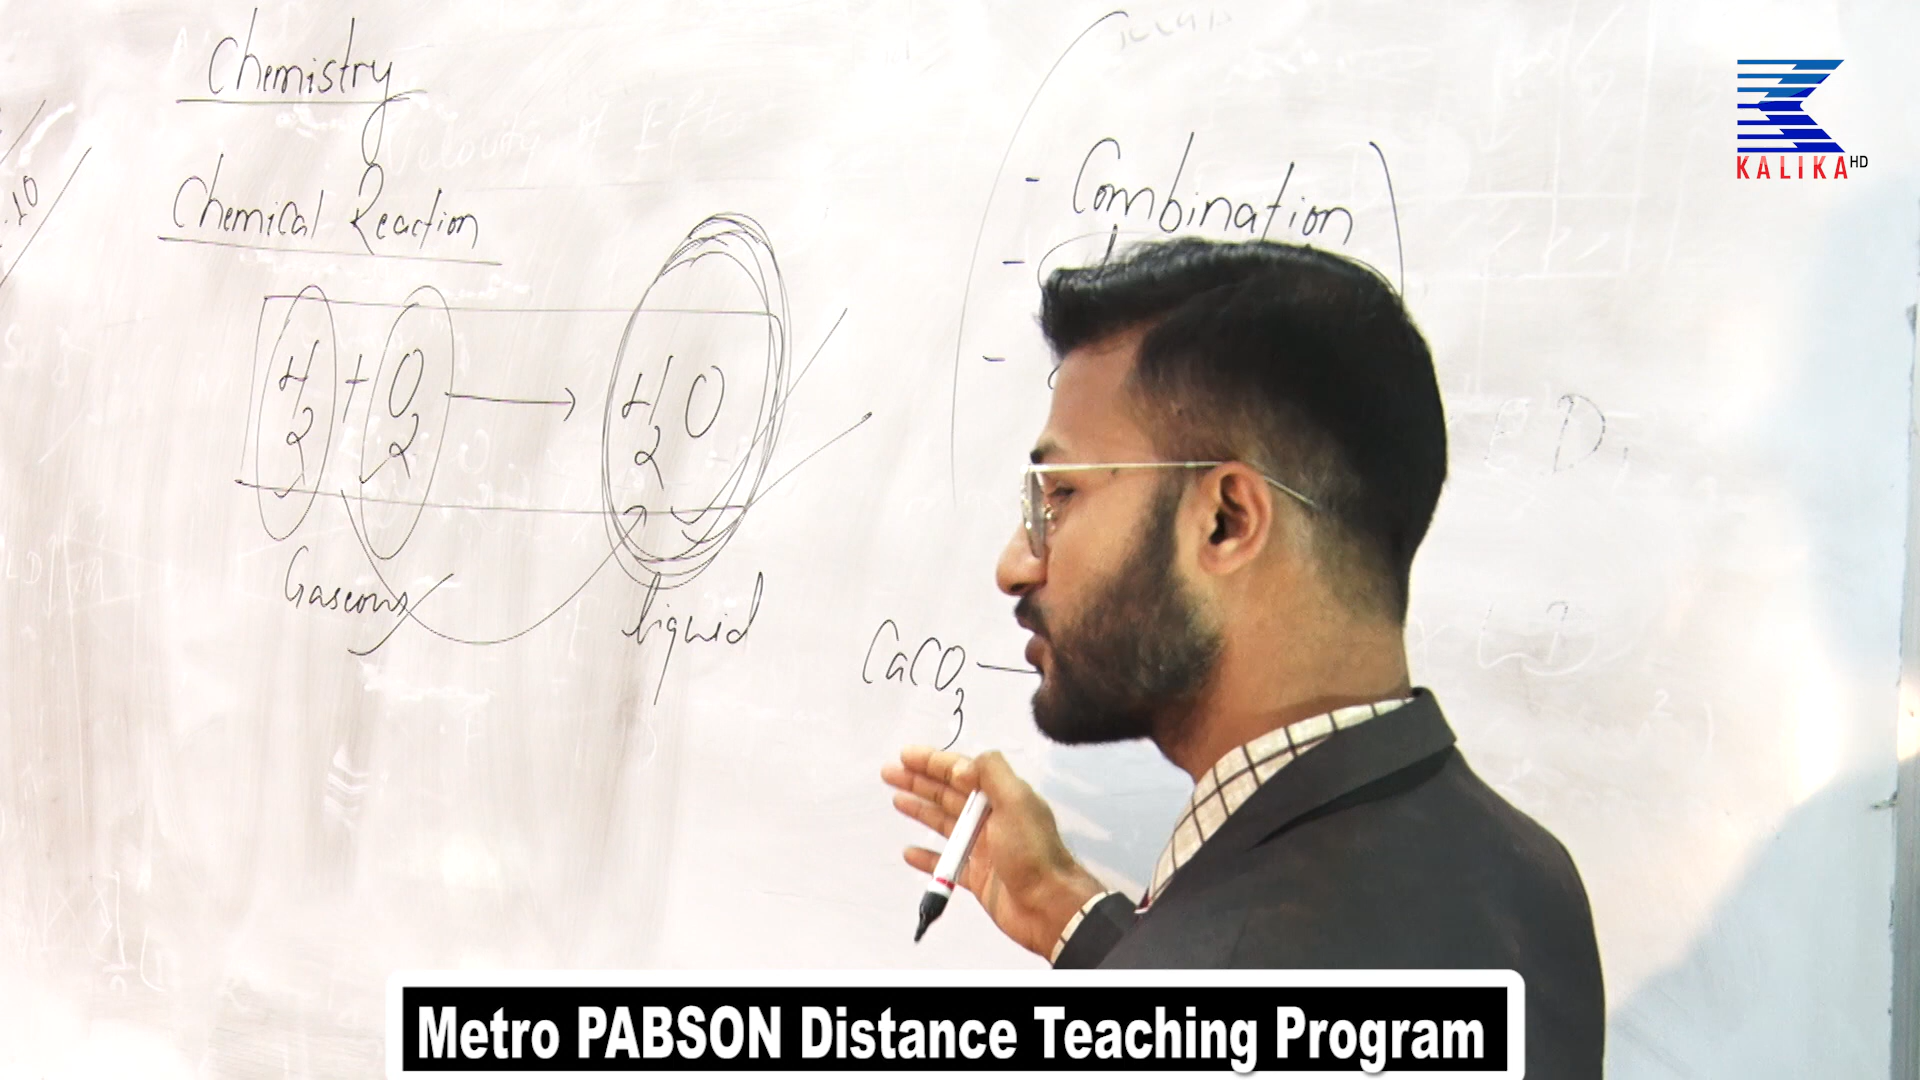 Chemistry
Chemical Reaction
H2 + O2 → H2O
Gaseous
liquid
- Combination
-
-
CaCO3 —
KALIKA HD
Metro PABSON Distance Teaching Program